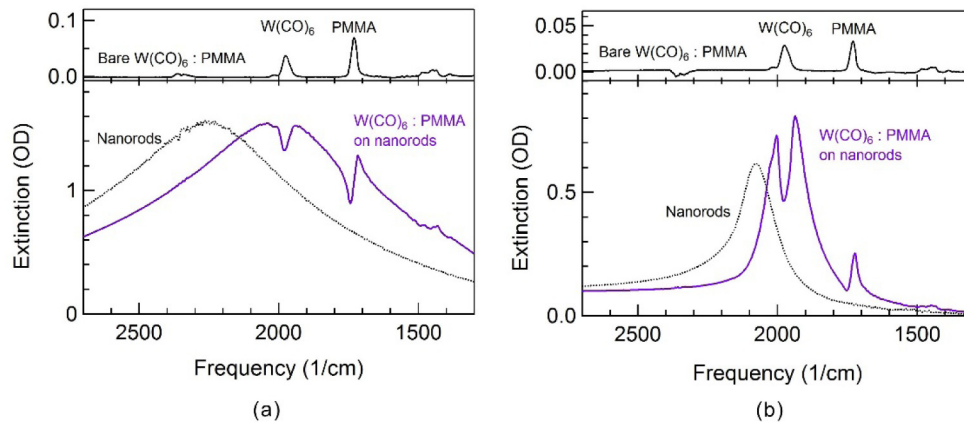 0.1
0.0
W(CO)₆ PMMA
Bare W(CO)₆ : PMMA
Nanorods
W(CO)₆ : PMMA
on nanorods
1
0
Extinction (OD)
2500 2000 1500
Frequency (1/cm)
(a)
0.05
0.00
W(CO)₆ PMMA
Bare W(CO)₆ : PMMA
W(CO)₆ : PMMA
on nanorods
Nanorods
0.5
0.0
Extinction (OD)
2500 2000 1500
Frequency (1/cm)
(b)